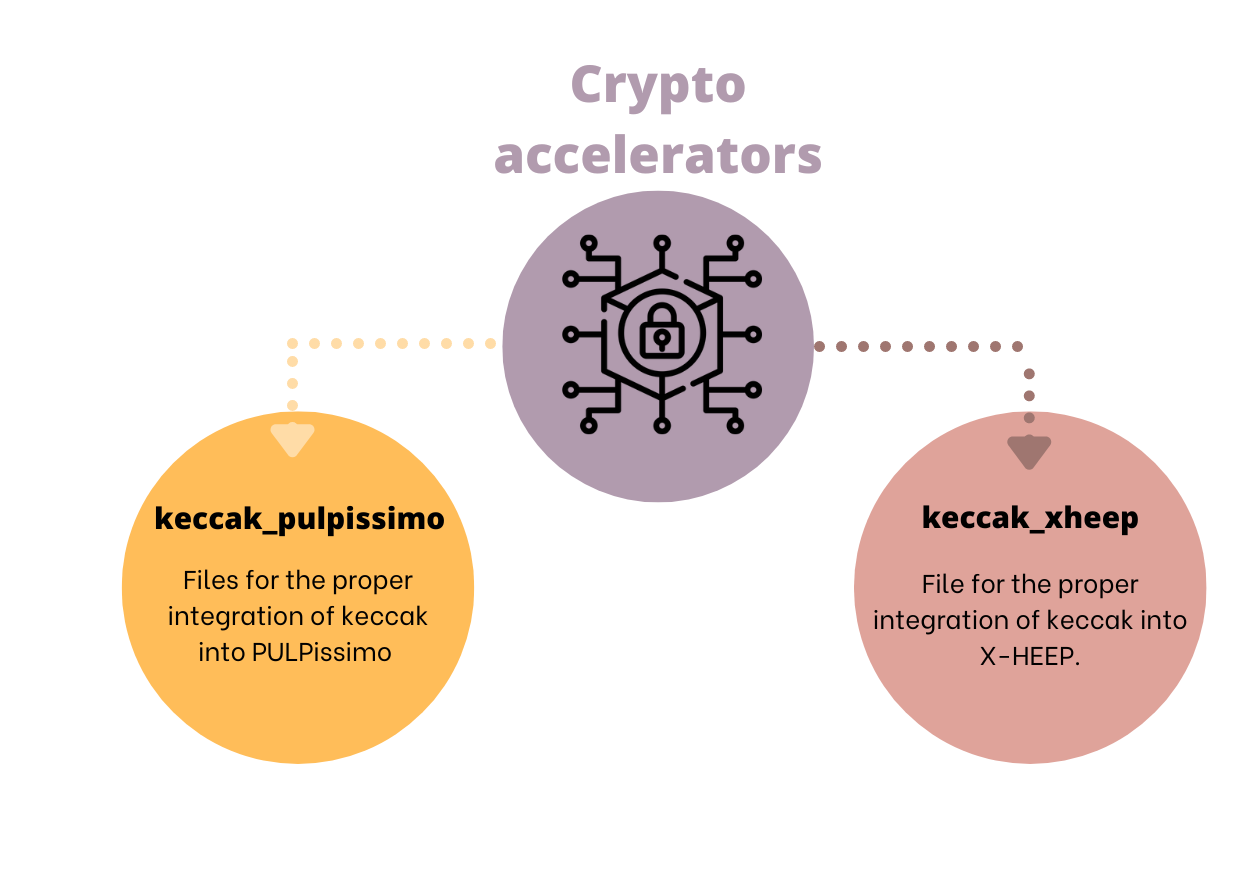 Crypto
accelerators
keccak_pulpissimo
Files for the proper
integration of keccak
into PULPissimo
keccak_xheep
File for the proper
integration of keccak into
X-HEEP.